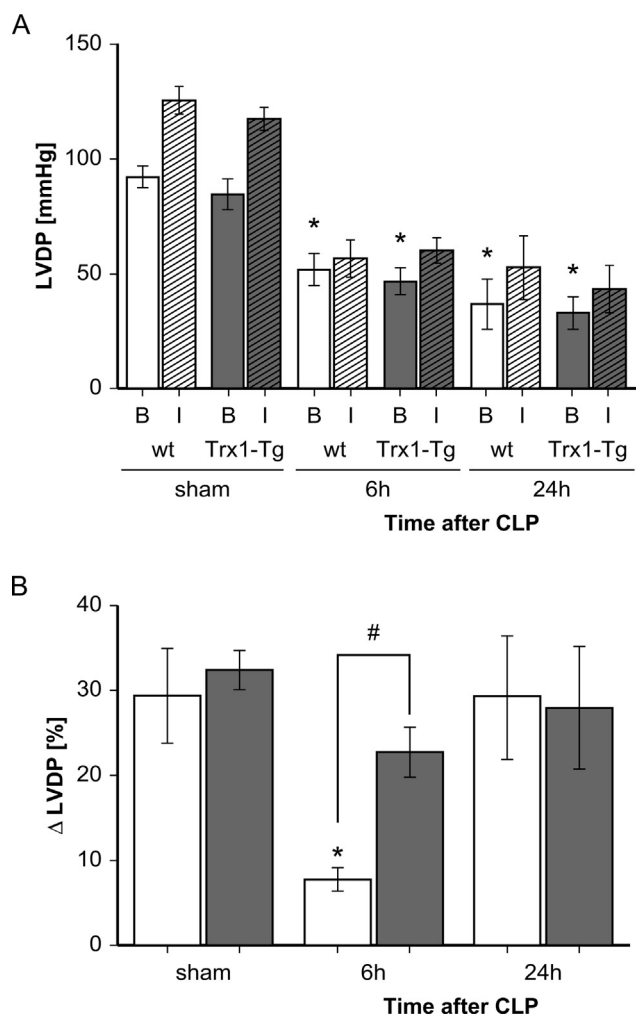 A
150
100
50
0
LVDP [mmHg]
* * * *
B I B I B I B I B I B I
wt Trx1-Tg wt Trx1-Tg wt Trx1-Tg
sham 6h 24h
Time after CLP
B
40
30
20
10
0
Δ LVDP [%]
#
*
sham 6h 24h
Time after CLP